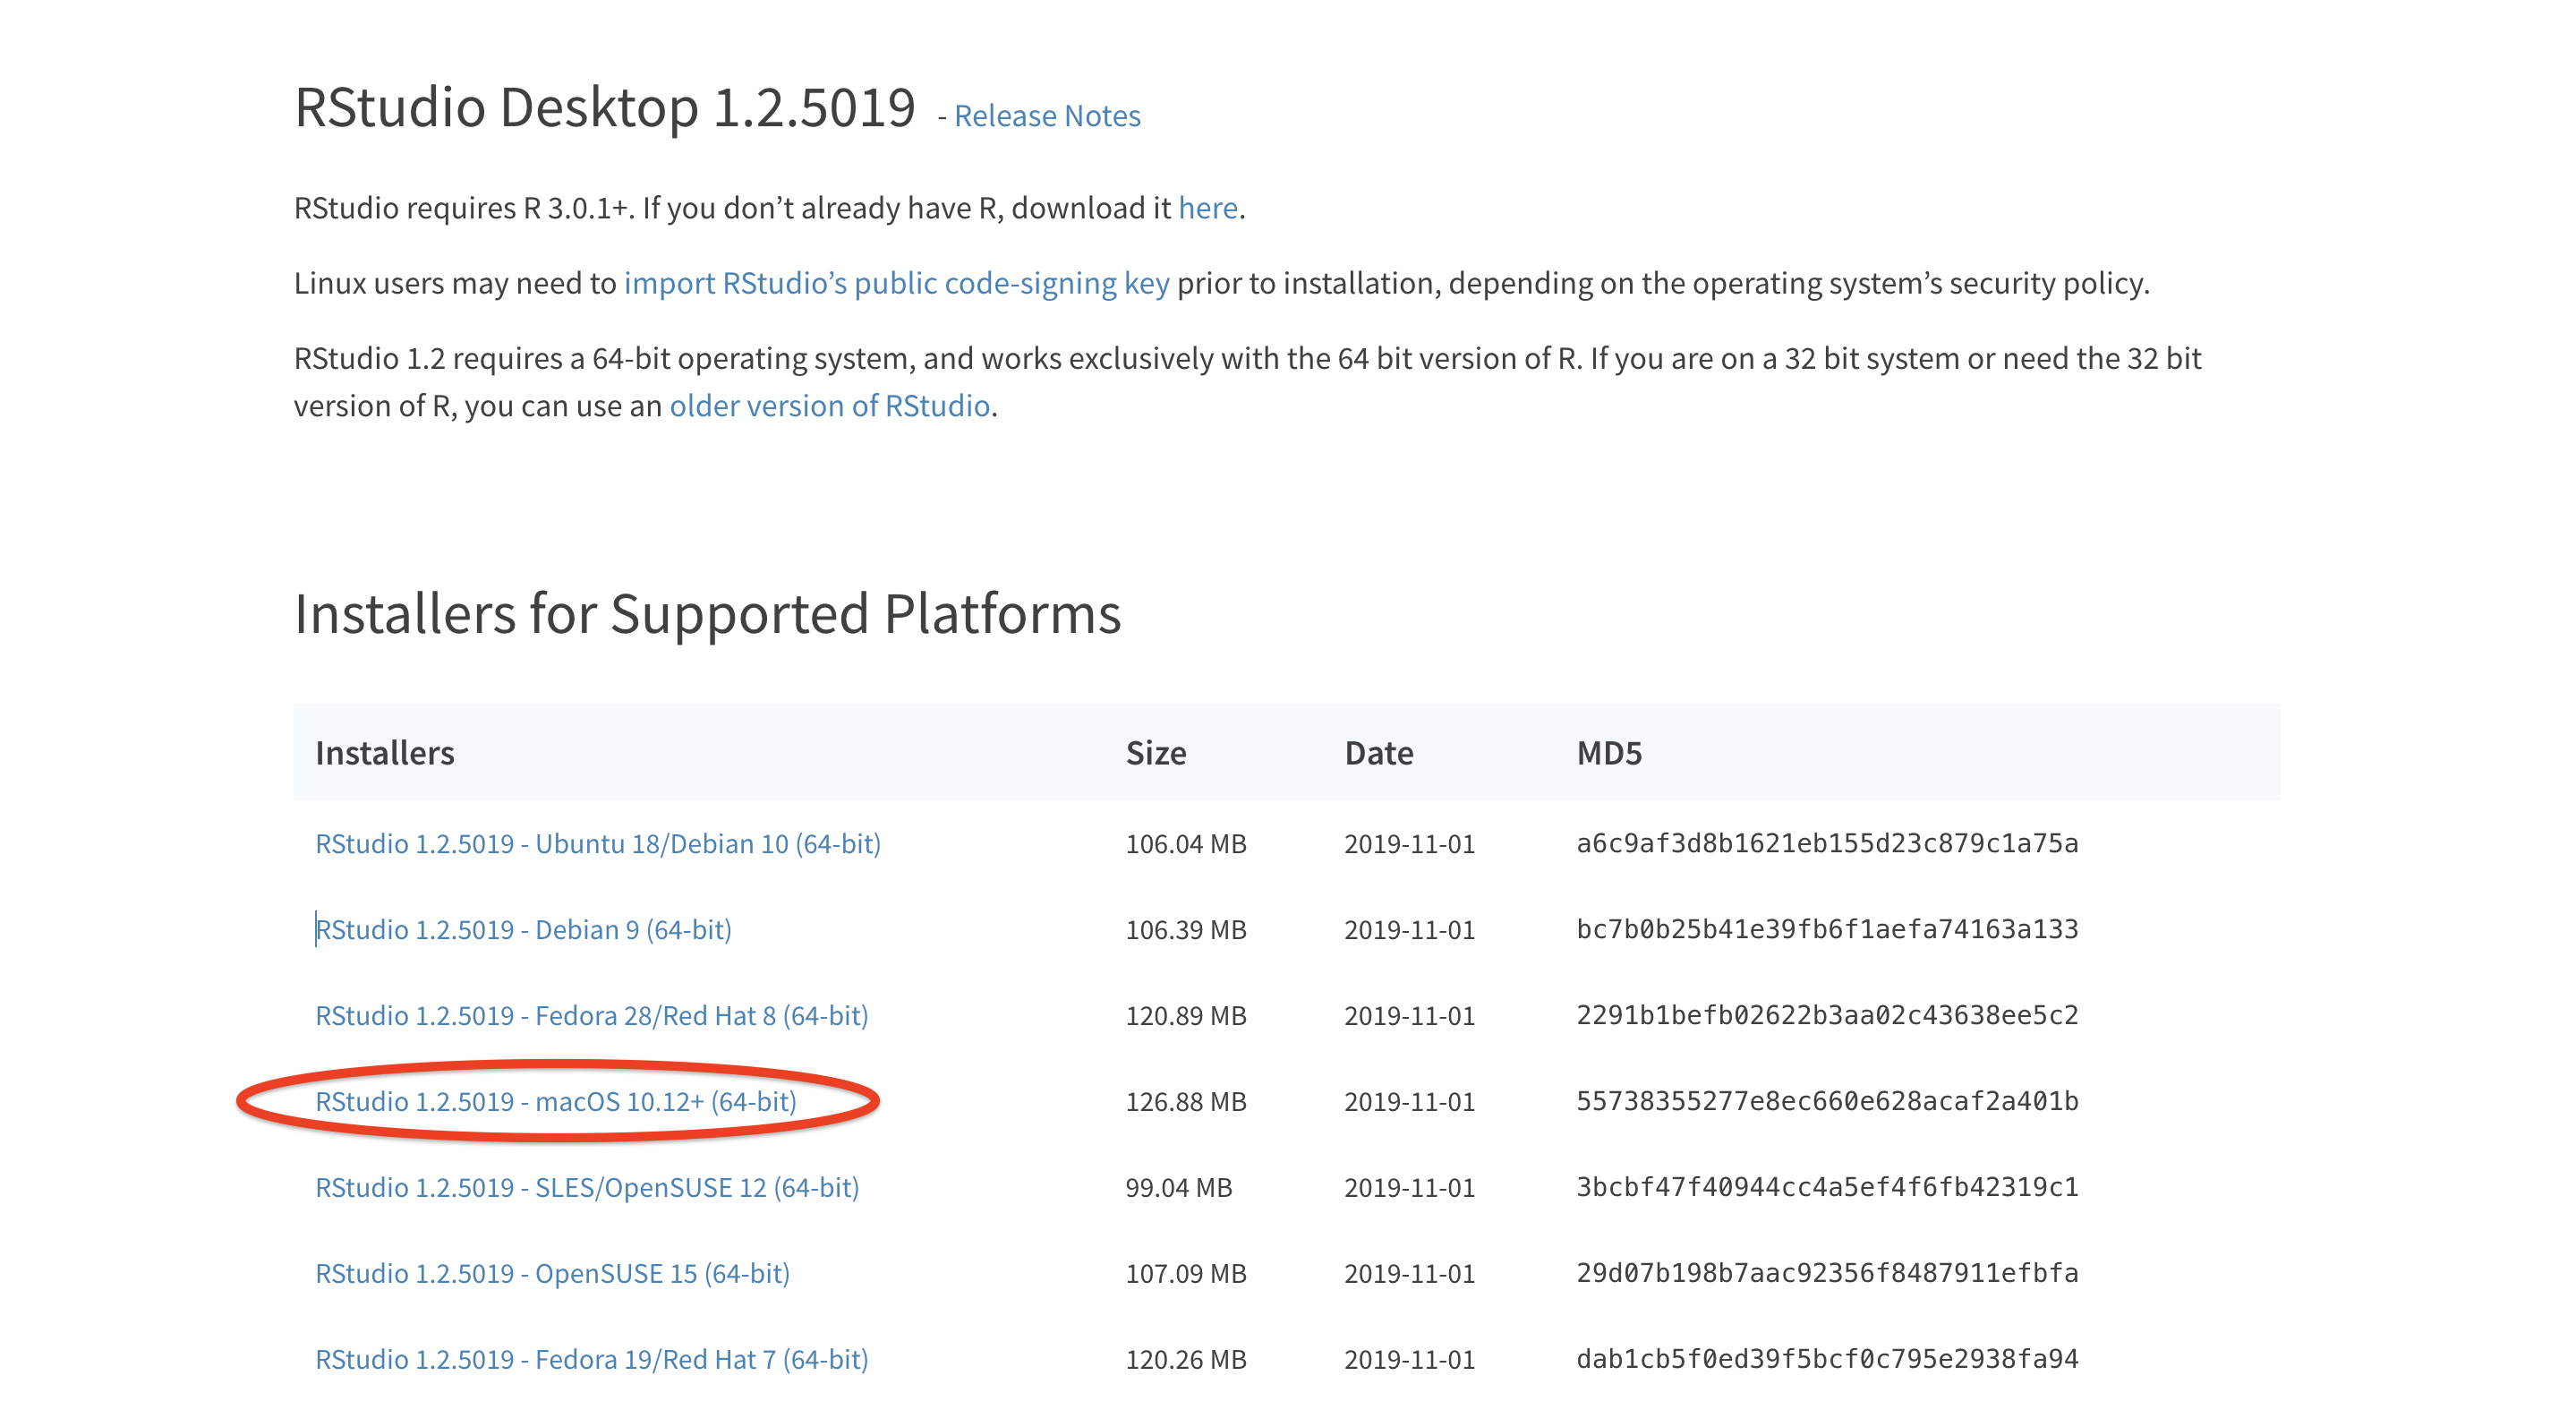 RStudio Desktop 1.2.5019 - Release Notes
RStudio requires R 3.0.1+. If you don’t already have R, download it here.
Linux users may need to import RStudio’s public code-signing key prior to installation, depending on the operating system’s security policy.
RStudio 1.2 requires a 64-bit operating system, and works exclusively with the 64 bit version of R. If you are on a 32 bit system or need the 32 bit
version of R, you can use an older version of RStudio.
Installers for Supported Platforms
Installers Size Date MD5
RStudio 1.2.5019 - Ubuntu 18/Debian 10 (64-bit) 106.04 MB 2019-11-01 a6c9af3d8b1621eb155d23c879c1a75a
RStudio 1.2.5019 - Debian 9 (64-bit) 106.39 MB 2019-11-01 bc7b0b25b41e39fb6f1aefa74163a133
RStudio 1.2.5019 - Fedora 28/Red Hat 8 (64-bit) 120.89 MB 2019-11-01 2291b1befb02622b3aa02c43638ee5c2
RStudio 1.2.5019 - macOS 10.12+ (64-bit) 126.88 MB 2019-11-01 55738355277e8ec660e628acaf2a401b
RStudio 1.2.5019 - SLES/OpenSUSE 12 (64-bit) 99.04 MB 2019-11-01 3bcbf47f40944cc4a5ef4f6fb42319c1
RStudio 1.2.5019 - OpenSUSE 15 (64-bit) 107.09 MB 2019-11-01 29d07b198b7aac92356f8487911efbfa
RStudio 1.2.5019 - Fedora 19/Red Hat 7 (64-bit) 120.26 MB 2019-11-01 dab1cb5f0ed39f5bcf0c795e2938fa94